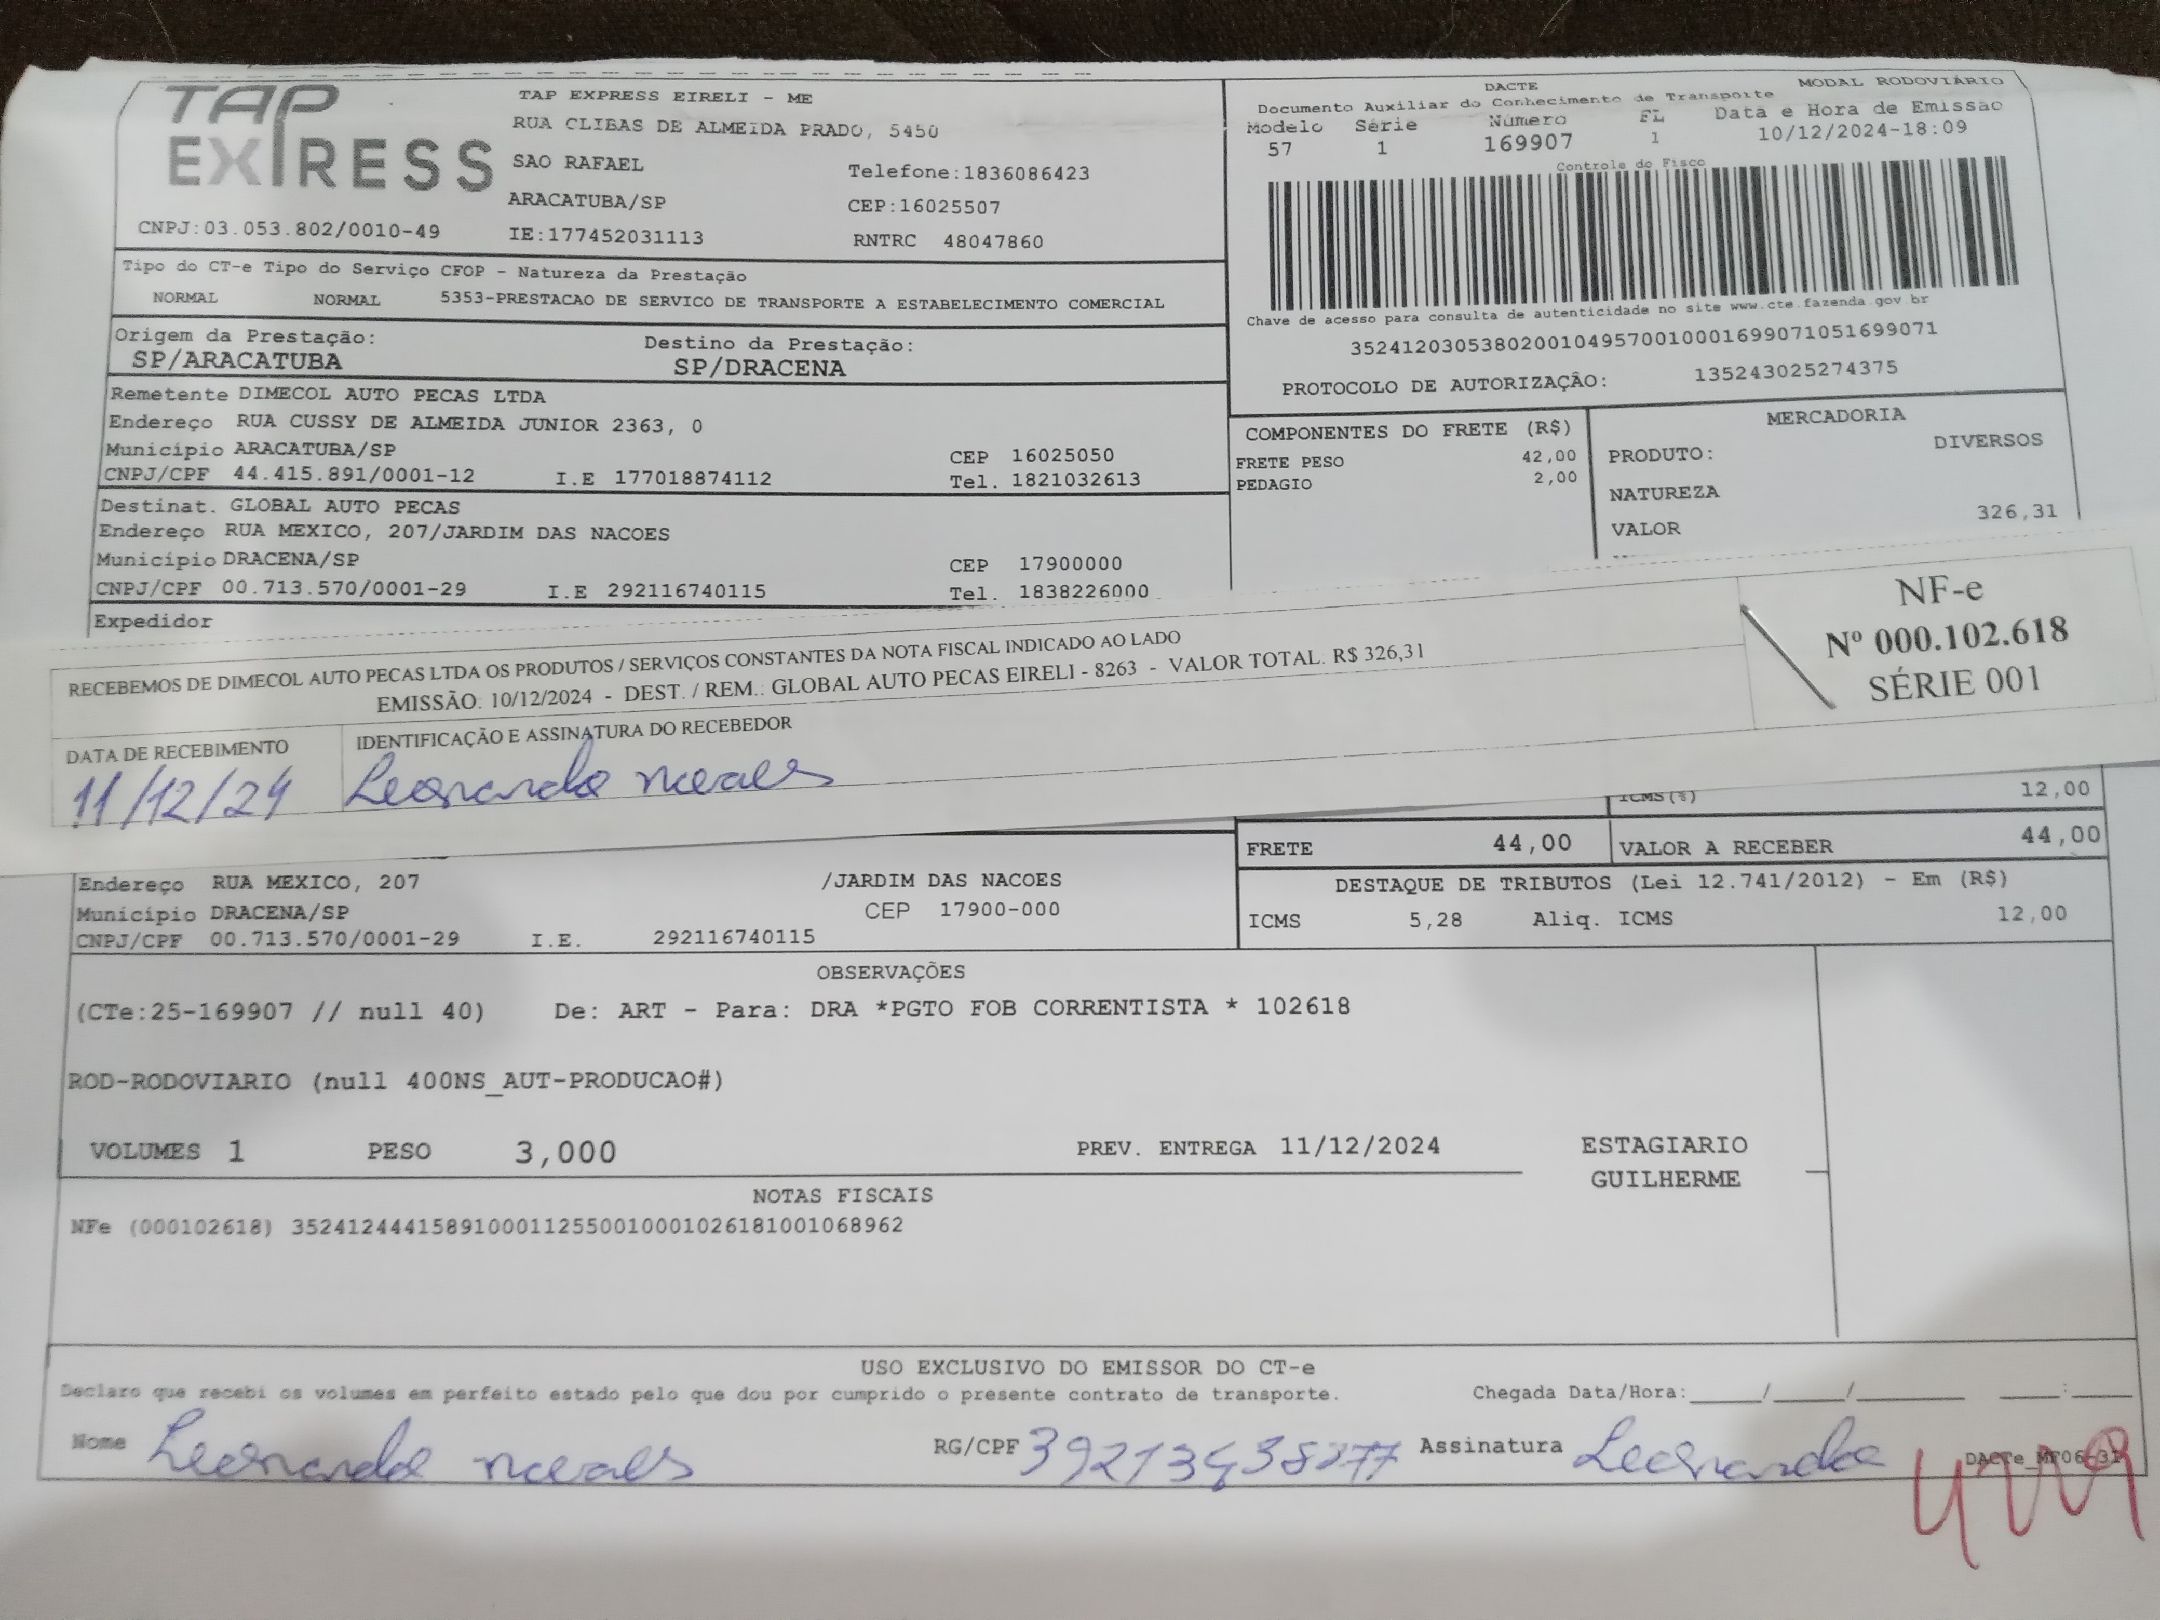 TAP EXPRESS
TAP EXPRESS EIRELI - ME
RUA CLIBAS DE ALMEIDA PRADO, 5450
SAO RAFAEL Telefone:1836086423
ARACATUBA/SP CEP:16025507
CNPJ:03.053.802/0010-49 IE:177452031113 RNTRC 48047860
DACTE MODAL RODOVIÁRIO
Documento Auxiliar do Conhecimento de Transporte
Modelo Série Número FL Data e Hora de Emissão
57 1 169907 1 10/12/2024-18:09
Controle do Fisco
Chave de acesso para consulta de autenticidade no site www.cte.fazenda.gov.br
35241203053802001049570010001699071051699071
PROTOCOLO DE AUTORIZAÇÃO: 135243025274375
Tipo do CT-e Tipo do Serviço CFOP - Natureza da Prestação
NORMAL NORMAL 5353-PRESTACAO DE SERVICO DE TRANSPORTE A ESTABELECIMENTO COMERCIAL
Origem da Prestação: Destino da Prestação:
SP/ARACATUBA SP/DRACENA
Remetente DIMECOL AUTO PECAS LTDA
Endereço RUA CUSSY DE ALMEIDA JUNIOR 2363, 0
Município ARACATUBA/SP CEP 16025050
CNPJ/CPF 44.415.891/0001-12 I.E 177018874112 Tel. 1821032613
Destinat. GLOBAL AUTO PECAS
Endereço RUA MEXICO, 207/JARDIM DAS NACOES
Município DRACENA/SP CEP 17900000
CNPJ/CPF 00.713.570/0001-29 I.E 292116740115 Tel. 1838226000
Expedidor
COMPONENTES DO FRETE (R$)
FRETE PESO 42,00
PEDAGIO 2,00
MERCADORIA
PRODUTO: DIVERSOS
NATUREZA
VALOR 326,31
RECEBEMOS DE DIMECOL AUTO PECAS LTDA OS PRODUTOS / SERVIÇOS CONSTANTES DA NOTA FISCAL INDICADO AO LADO
EMISSÃO: 10/12/2024 - DEST. / REM.: GLOBAL AUTO PECAS EIRELI - 8263 - VALOR TOTAL: R$ 326,31
NF-e
Nº 000.102.618
SÉRIE 001
DATA DE RECEBIMENTO IDENTIFICAÇÃO E ASSINATURA DO RECEBEDOR
11/12/24 Leonardo
ICMS(%) 12,00
FRETE 44,00 VALOR A RECEBER 44,00
Endereço RUA MEXICO, 207 /JARDIM DAS NACOES
Município DRACENA/SP CEP 17900-000
CNPJ/CPF 00.713.570/0001-29 I.E. 292116740115
DESTAQUE DE TRIBUTOS (Lei 12.741/2012) - Em (R$)
ICMS 5,28 Aliq. ICMS 12,00
OBSERVAÇÕES
(CTe:25-169907 // null 40) De: ART - Para: DRA *PGTO FOB CORRENTISTA * 102618
ROD-RODOVIARIO (null 400NS_AUT-PRODUCAO#)
VOLUMES 1 PESO 3,000 PREV. ENTREGA 11/12/2024 ESTAGIARIO
GUILHERME
NOTAS FISCAIS
NFe (000102618) 35241244415891000112550010001026181001068962
USO EXCLUSIVO DO EMISSOR DO CT-e
Declaro que recebi os volumes em perfeito estado pelo que dou por cumprido o presente contrato de transporte. Chegada Data/Hora:____/____/______ ___:___
Nome Leonardo RG/CPF Assinatura Leonardo